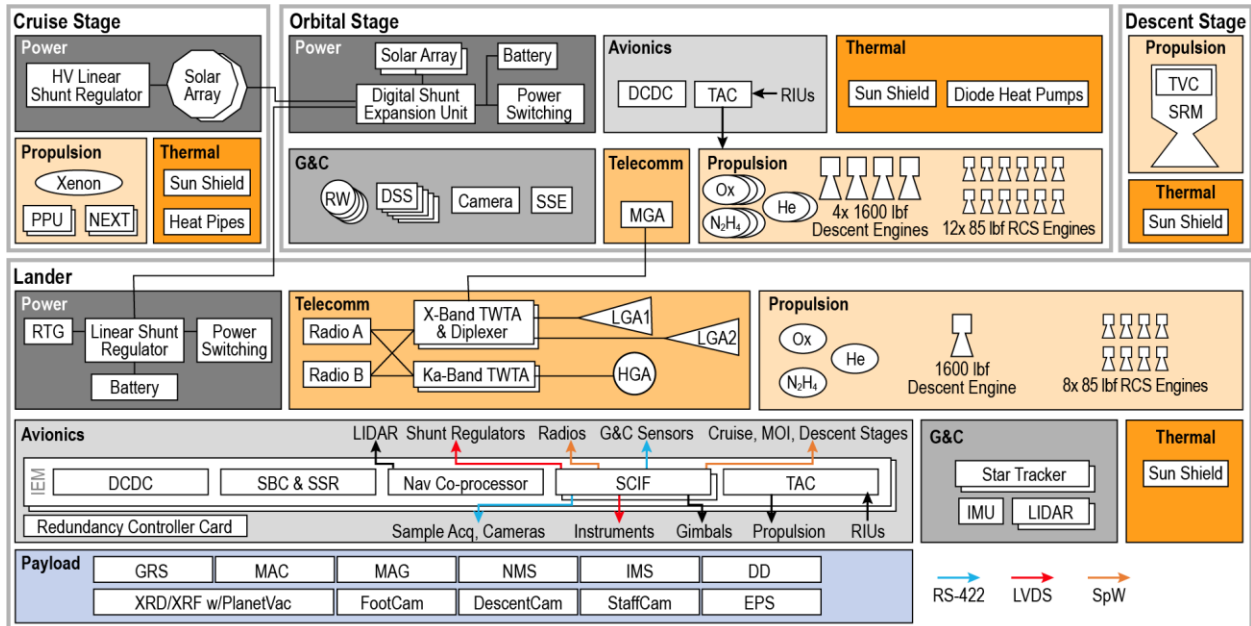 Cruise Stage
Power
HV Linear
Shunt Regulator
Solar
Array
Propulsion
Xenon
PPU
NEXT
Thermal
Sun Shield
Heat Pipes
Orbital Stage
Power
Solar Array
Battery
Digital Shunt
Expansion Unit
Power
Switching
Avionics
DCDC
TAC
RIUs
Thermal
Sun Shield
Diode Heat Pumps
G&C
RW
DSS
Camera
SSE
Telecomm
MGA
Propulsion
Ox
N₂H₄
He
4x 1600 lbf
Descent Engines
12x 85 lbf RCS Engines
Descent Stage
Propulsion
TVC
SRM
Thermal
Sun Shield
Lander
Power
RTG
Linear Shunt
Regulator
Power
Switching
Battery
Telecomm
Radio A
Radio B
X-Band TWTA
& Diplexer
Ka-Band TWTA
LGA1
LGA2
HGA
Propulsion
Ox
N₂H₄
He
1600 lbf
Descent Engine
8x 85 lbf RCS Engines
Avionics
LIDAR
Shunt Regulators
Radios
G&C Sensors
Cruise, MOI, Descent Stages
IEM
DCDC
SBC & SSR
Nav Co-processor
SCIF
TAC
Redundancy Controller Card
Sample Acq, Cameras
Instruments
Gimbals
Propulsion
RIUs
G&C
Star Tracker
IMU
LIDAR
Thermal
Sun Shield
Payload
GRS
MAC
MAG
NMS
IMS
DD
XRD/XRF w/PlanetVac
FootCam
DescentCam
StaffCam
EPS
RS-422
LVDS
SpW